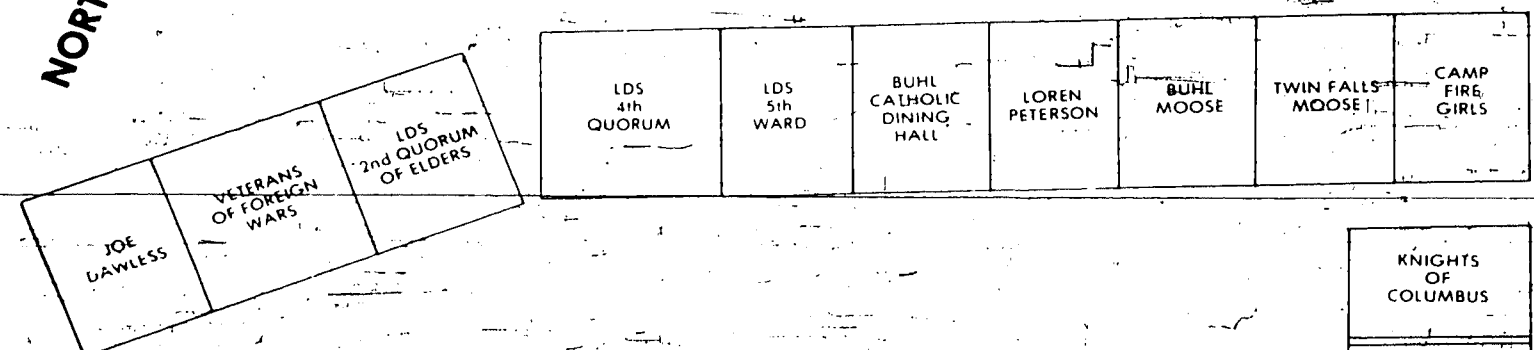 NORT
LDS
4th
QUORUM
LDS
5th
WARD
BUHL
CATHOLIC
DINING
HALL
LOREN
PETERSON
BUHL
MOOSE
TWIN FALLS
MOOSE
CAMP
FIRE
GIRLS
JOE
DAWLESS
VETERANS
OF FOREIGN
WARS
LDS
2nd QUORUM
OF ELDERS
KNIGHTS
OF
COLUMBUS